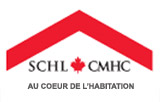 SCHL CMHC
AU COEUR DE L'HABITATION